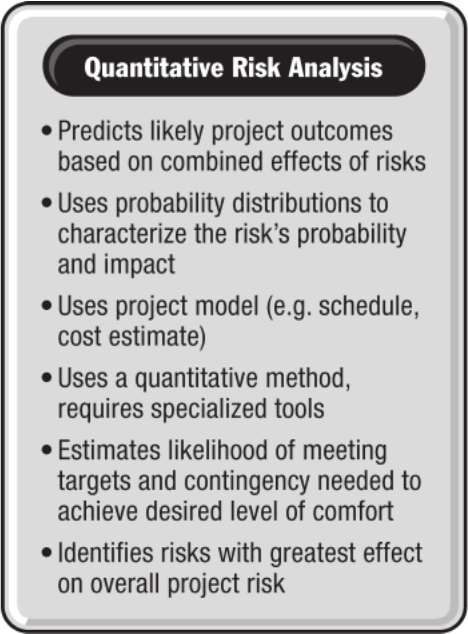 Quantitative Risk Analysis
• Predicts likely project outcomes
based on combined effects of risks
• Uses probability distributions to
characterize the risk's probability
and impact
• Uses project model (e.g. schedule,
cost estimate)
• Uses a quantitative method,
requires specialized tools
• Estimates likelihood of meeting
targets and contingency needed to
achieve desired level of comfort
• Identifies risks with greatest effect
on overall project risk